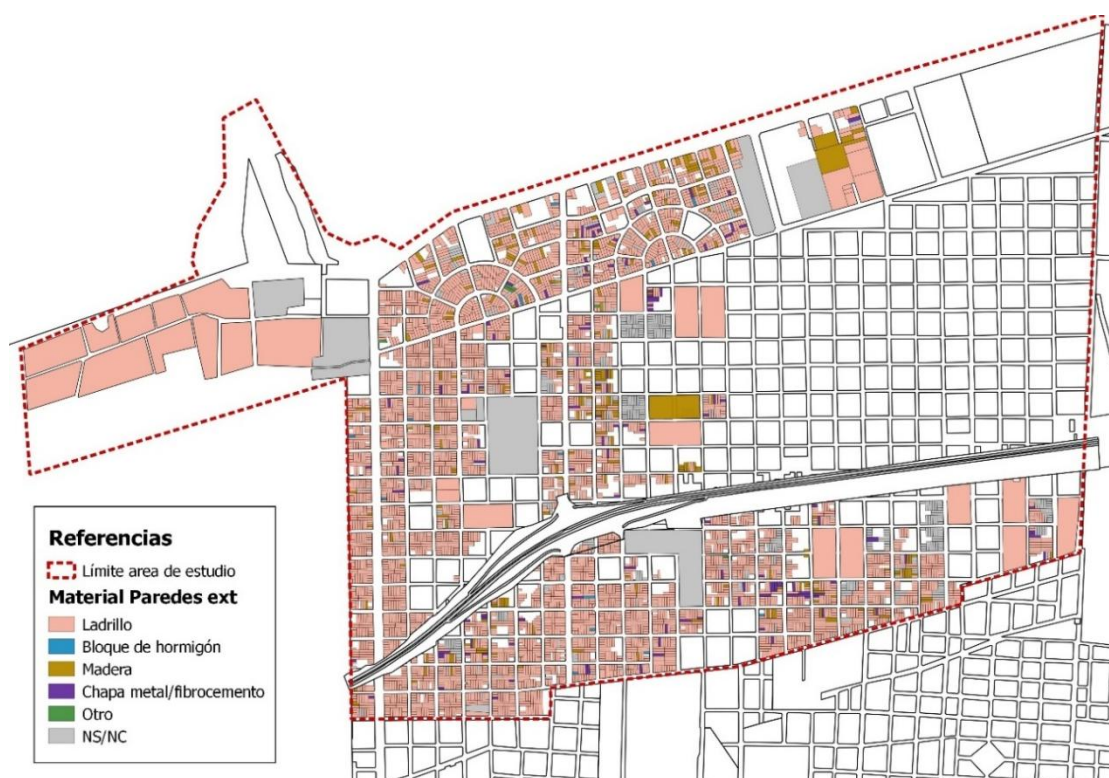 Referencias
Límite area de estudio
Material Paredes ext
Ladrillo
Bloque de hormigón
Madera
Chapa metal/fibrocemento
Otro
NS/NC